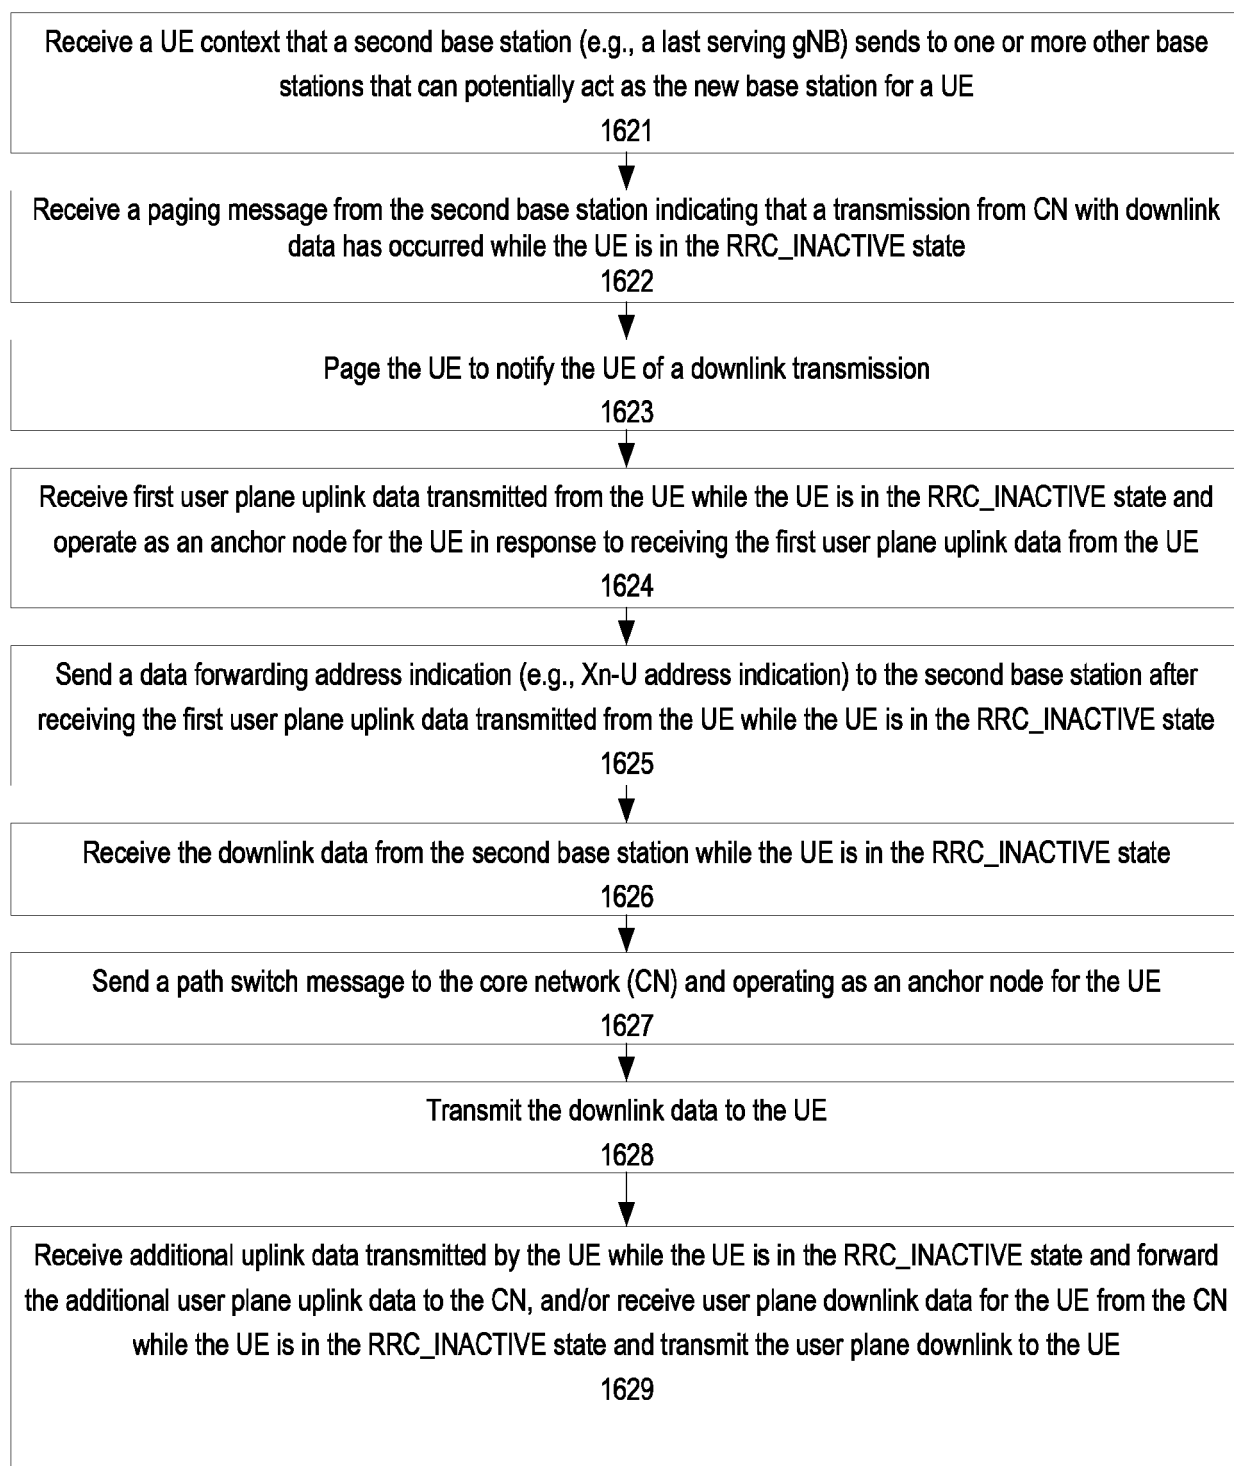 Receive a UE context that a second base station (e.g., a last serving gNB) sends to one or more other base
stations that can potentially act as the new base station for a UE
1621
Receive a paging message from the second base station indicating that a transmission from CN with downlink
data has occurred while the UE is in the RRC_INACTIVE state
1622
Page the UE to notify the UE of a downlink transmission
1623
Receive first user plane uplink data transmitted from the UE while the UE is in the RRC_INACTIVE state and
operate as an anchor node for the UE in response to receiving the first user plane uplink data from the UE
1624
Send a data forwarding address indication (e.g., Xn-U address indication) to the second base station after
receiving the first user plane uplink data transmitted from the UE while the UE is in the RRC_INACTIVE state
1625
Receive the downlink data from the second base station while the UE is in the RRC_INACTIVE state
1626
Send a path switch message to the core network (CN) and operating as an anchor node for the UE
1627
Transmit the downlink data to the UE
1628
Receive additional uplink data transmitted by the UE while the UE is in the RRC_INACTIVE state and forward
the additional user plane uplink data to the CN, and/or receive user plane downlink data for the UE from the CN
while the UE is in the RRC_INACTIVE state and transmit the user plane downlink to the UE
1629